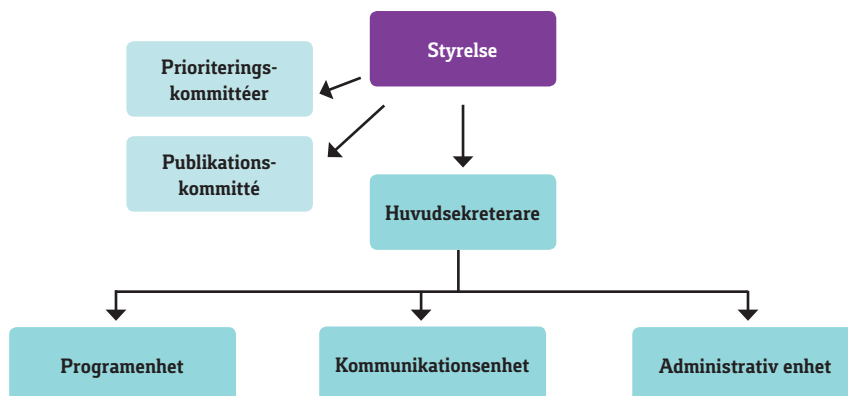 Styrelse
Prioriterings-
kommittéer
Publikations-
kommitté
Huvudsekreterare
Programenhet
Kommunikationsenhet
Administrativ enhet